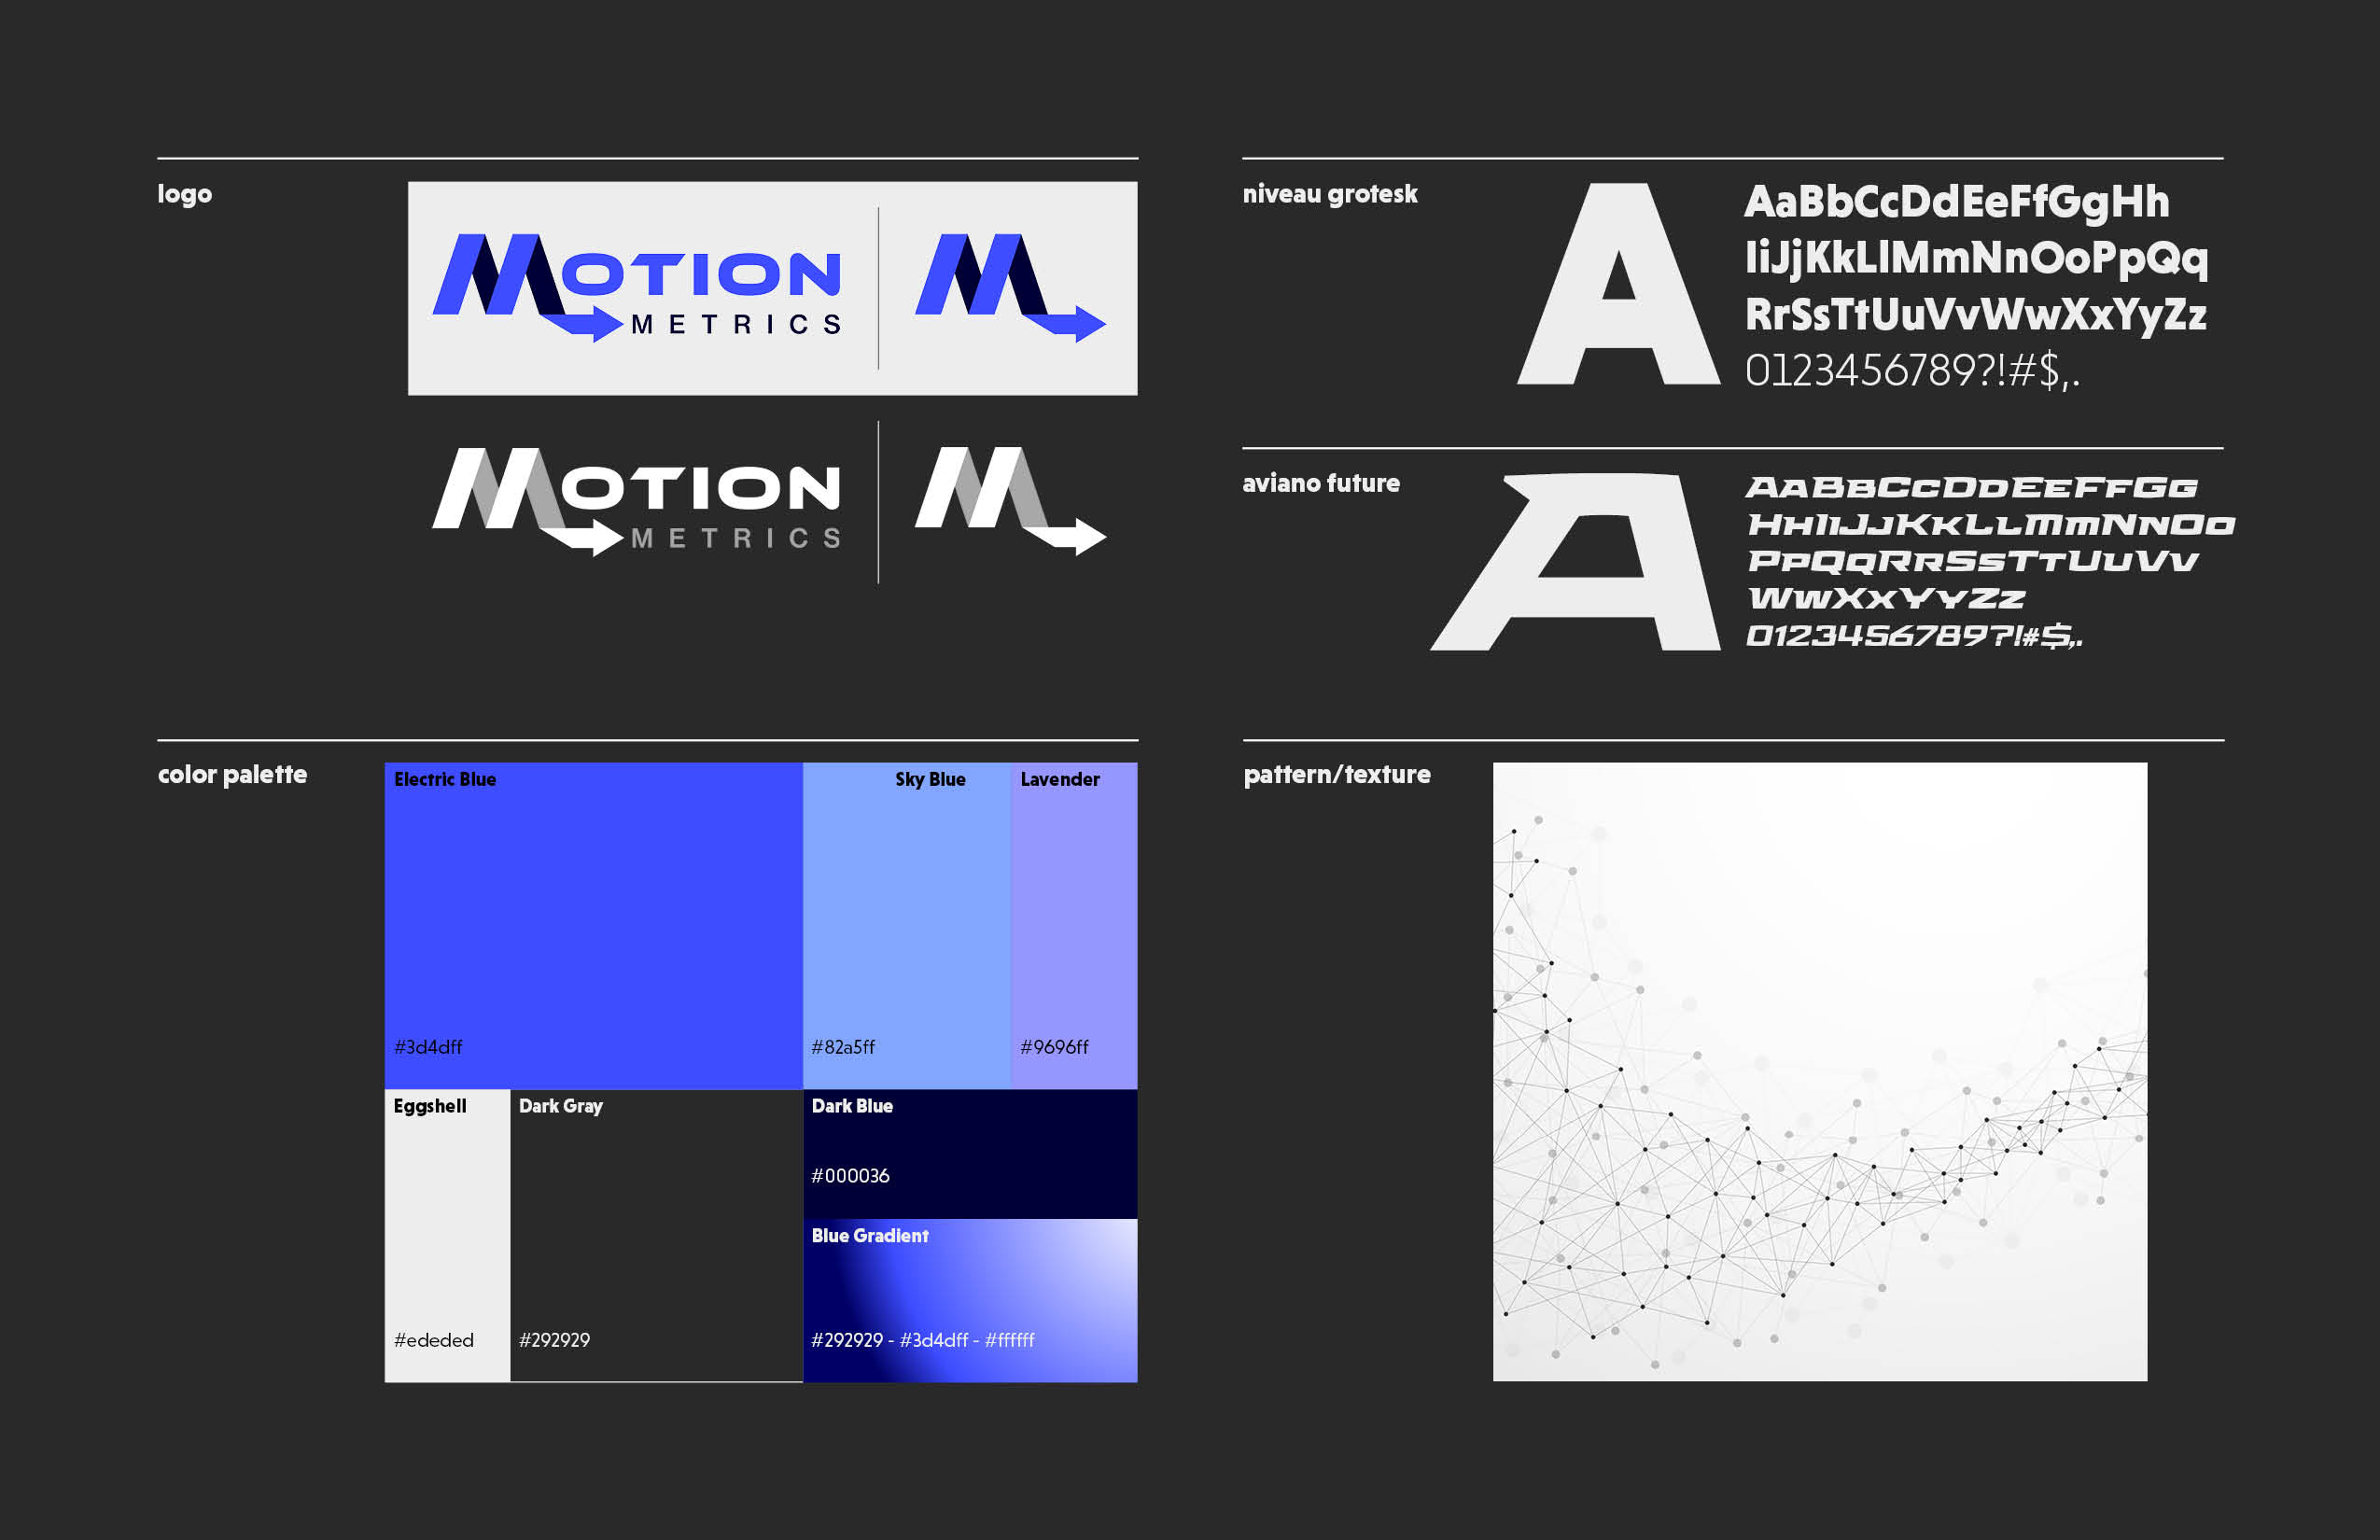 logo
MOTION
METRICS
M
MOTION
METRICS
M
niveau grotesk
A
AaBbCcDdEeFfGgHh
IiJjKkLlMmNnOoPpQq
RrSsTtUuVvWwXxYyZz
0123456789?!#$,.
aviano future
A
AABBCCDDEEFFGG
HHIIJJKKLLMMNNOO
PPQQRRSSTTUUVV
WWXXYYZZ
0123456789?!#$,.
color palette
Electric Blue
#3d4dff
Sky Blue
#82a5ff
Lavender
#9696ff
Eggshell
#ededed
Dark Gray
#292929
Dark Blue
#000036
Blue Gradient
#292929 - #3d4dff - #ffffff
pattern/texture